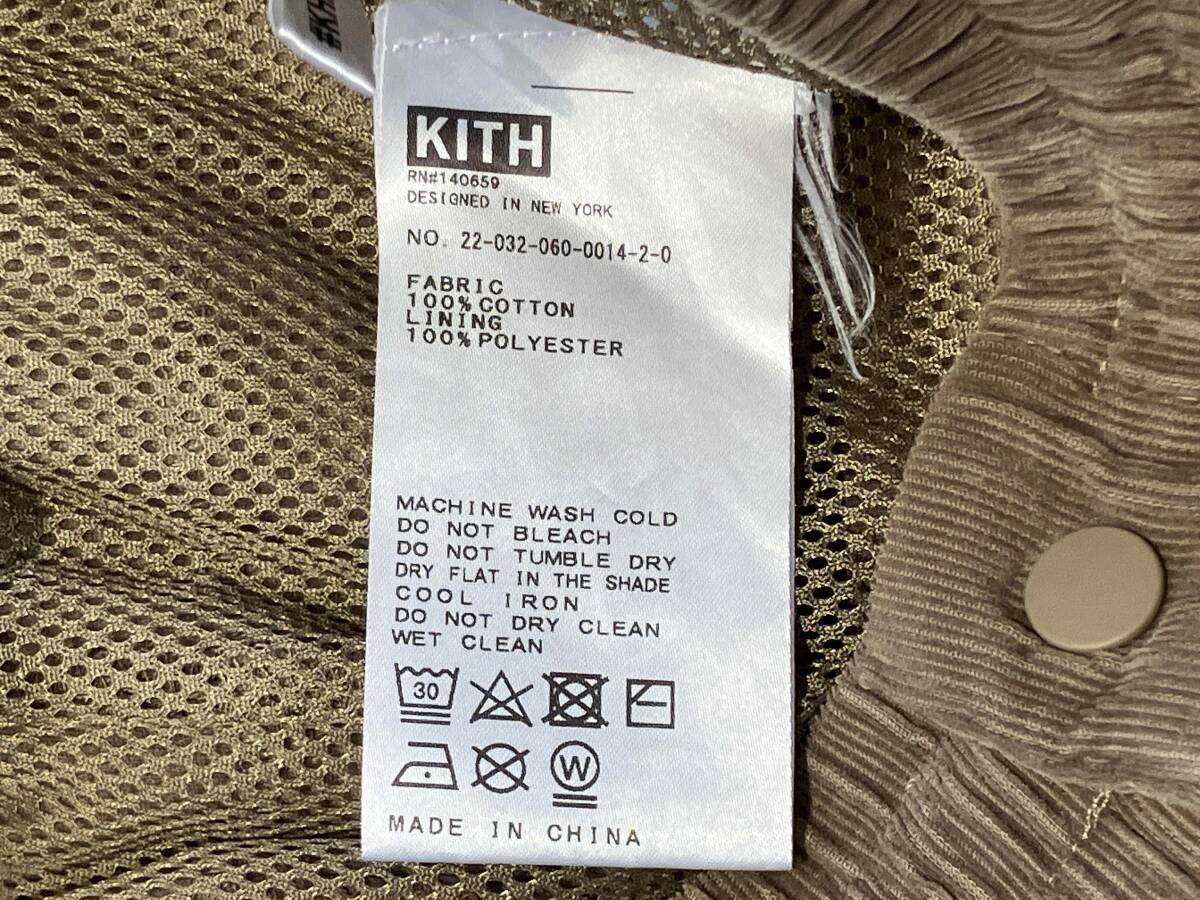 #KH
KITH
RN#140659
DESIGNED IN NEW YORK
NO. 22-032-060-0014-2-0
FABRIC
100% COTTON
LINING
100% POLYESTER
MACHINE WASH COLD
DO NOT BLEACH
DO NOT TUMBLE DRY
DRY FLAT IN THE SHADE
COOL IRON
DO NOT DRY CLEAN
WET CLEAN
30
W
MADE IN CHINA